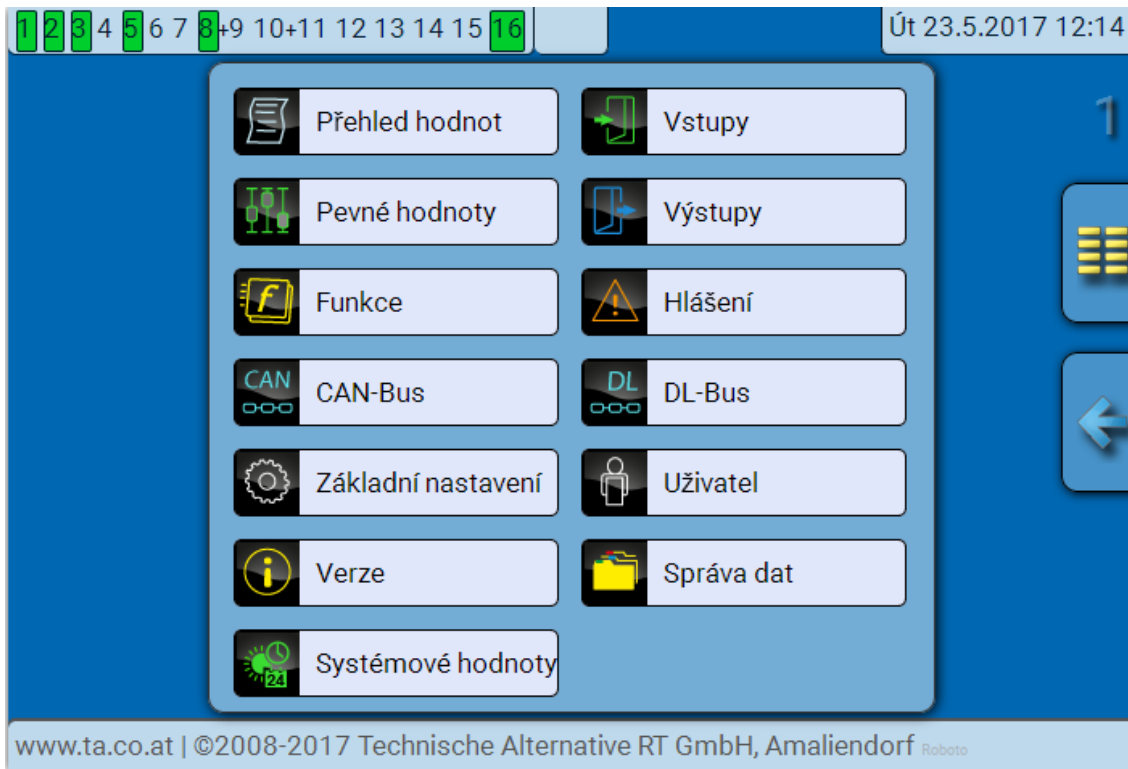 1 2 3 4 5 6 7 8+9 10+11 12 13 14 15 16
Út 23.5.2017 12:14
1
Přehled hodnot
Vstupy
Pevné hodnoty
Výstupy
f Funkce
Hlášení
CAN CAN-Bus
DL DL-Bus
Základní nastavení
Uživatel
i Verze
Správa dat
24 Systémové hodnoty
www.ta.co.at | ©2008-2017 Technische Alternative RT GmbH, Amaliendorf Roboto